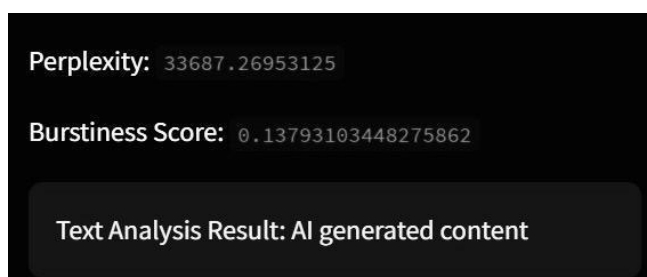 Perplexity: 33687.26953125
Burstiness Score: 0.13793103448275862
Text Analysis Result: AI generated content